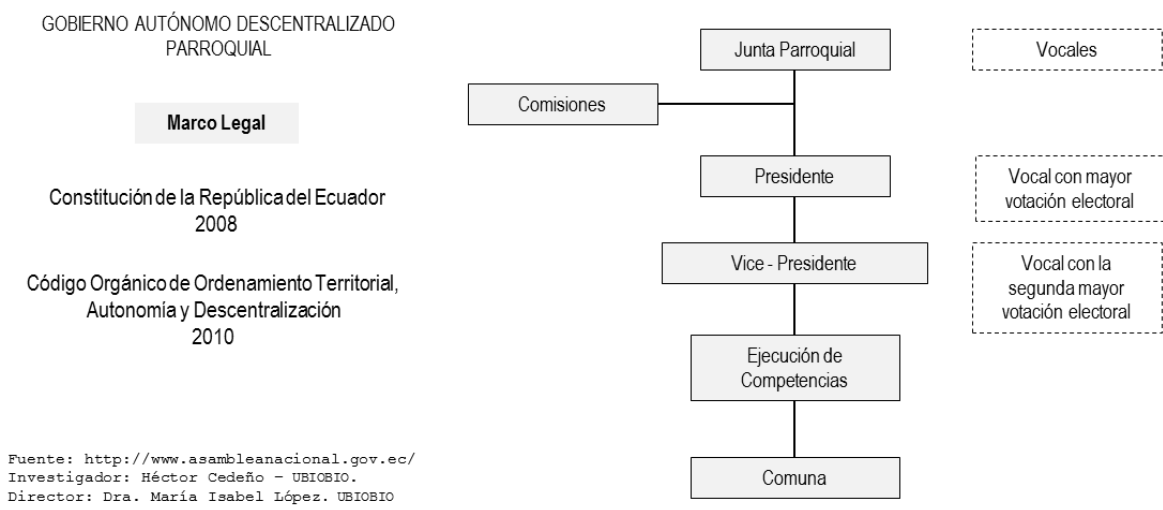 GOBIERNO AUTÓNOMO DESCENTRALIZADO
PARROQUIAL
Marco Legal
Constitución de la República del Ecuador
2008
Código Orgánico de Ordenamiento Territorial,
Autonomía y Descentralización
2010
Fuente: http://www.asambleanacional.gov.ec/
Investigador: Héctor Cedeño – UBIOBIO.
Director: Dra. María Isabel López. UBIOBIO
Junta Parroquial
Vocales
Comisiones
Presidente
Vocal con mayor
votación electoral
Vice - Presidente
Vocal con la
segunda mayor
votación electoral
Ejecución de
Competencias
Comuna